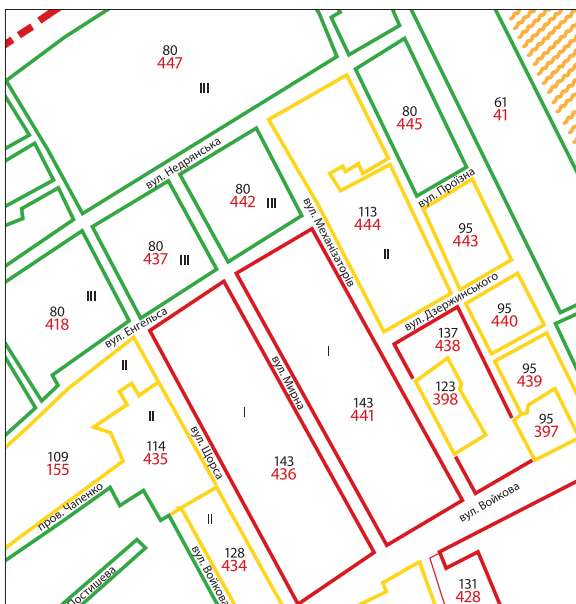 80
447
III
80
445
61
41
вул. Недрянська
80
442
III
вул. Проїзна
вул. Механізаторів
113
444
II
95
443
80
437
III
80
418
III
вул. Енгельса
вул. Дзержинського
95
440
137
438
II
вул. Мирна
I
123
398
95
439
143
441
I
II
114
435
вул. Щорса
95
397
109
155
143
436
пров. Чапенко
вул. Войкова
II
128
434
вул. Войкова
Постишева
131
428